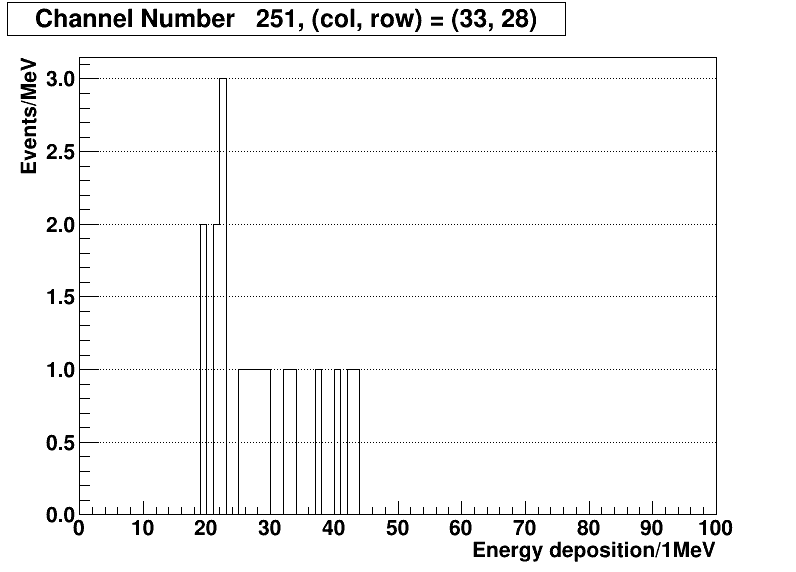 Channel Number 251, (col, row) = (33, 28)
Events/MeV
3.0
2.5
2.0
1.5
1.0
0.5
0.0
0 10 20 30 40 50 60 70 80 90 100
Energy deposition/1MeV